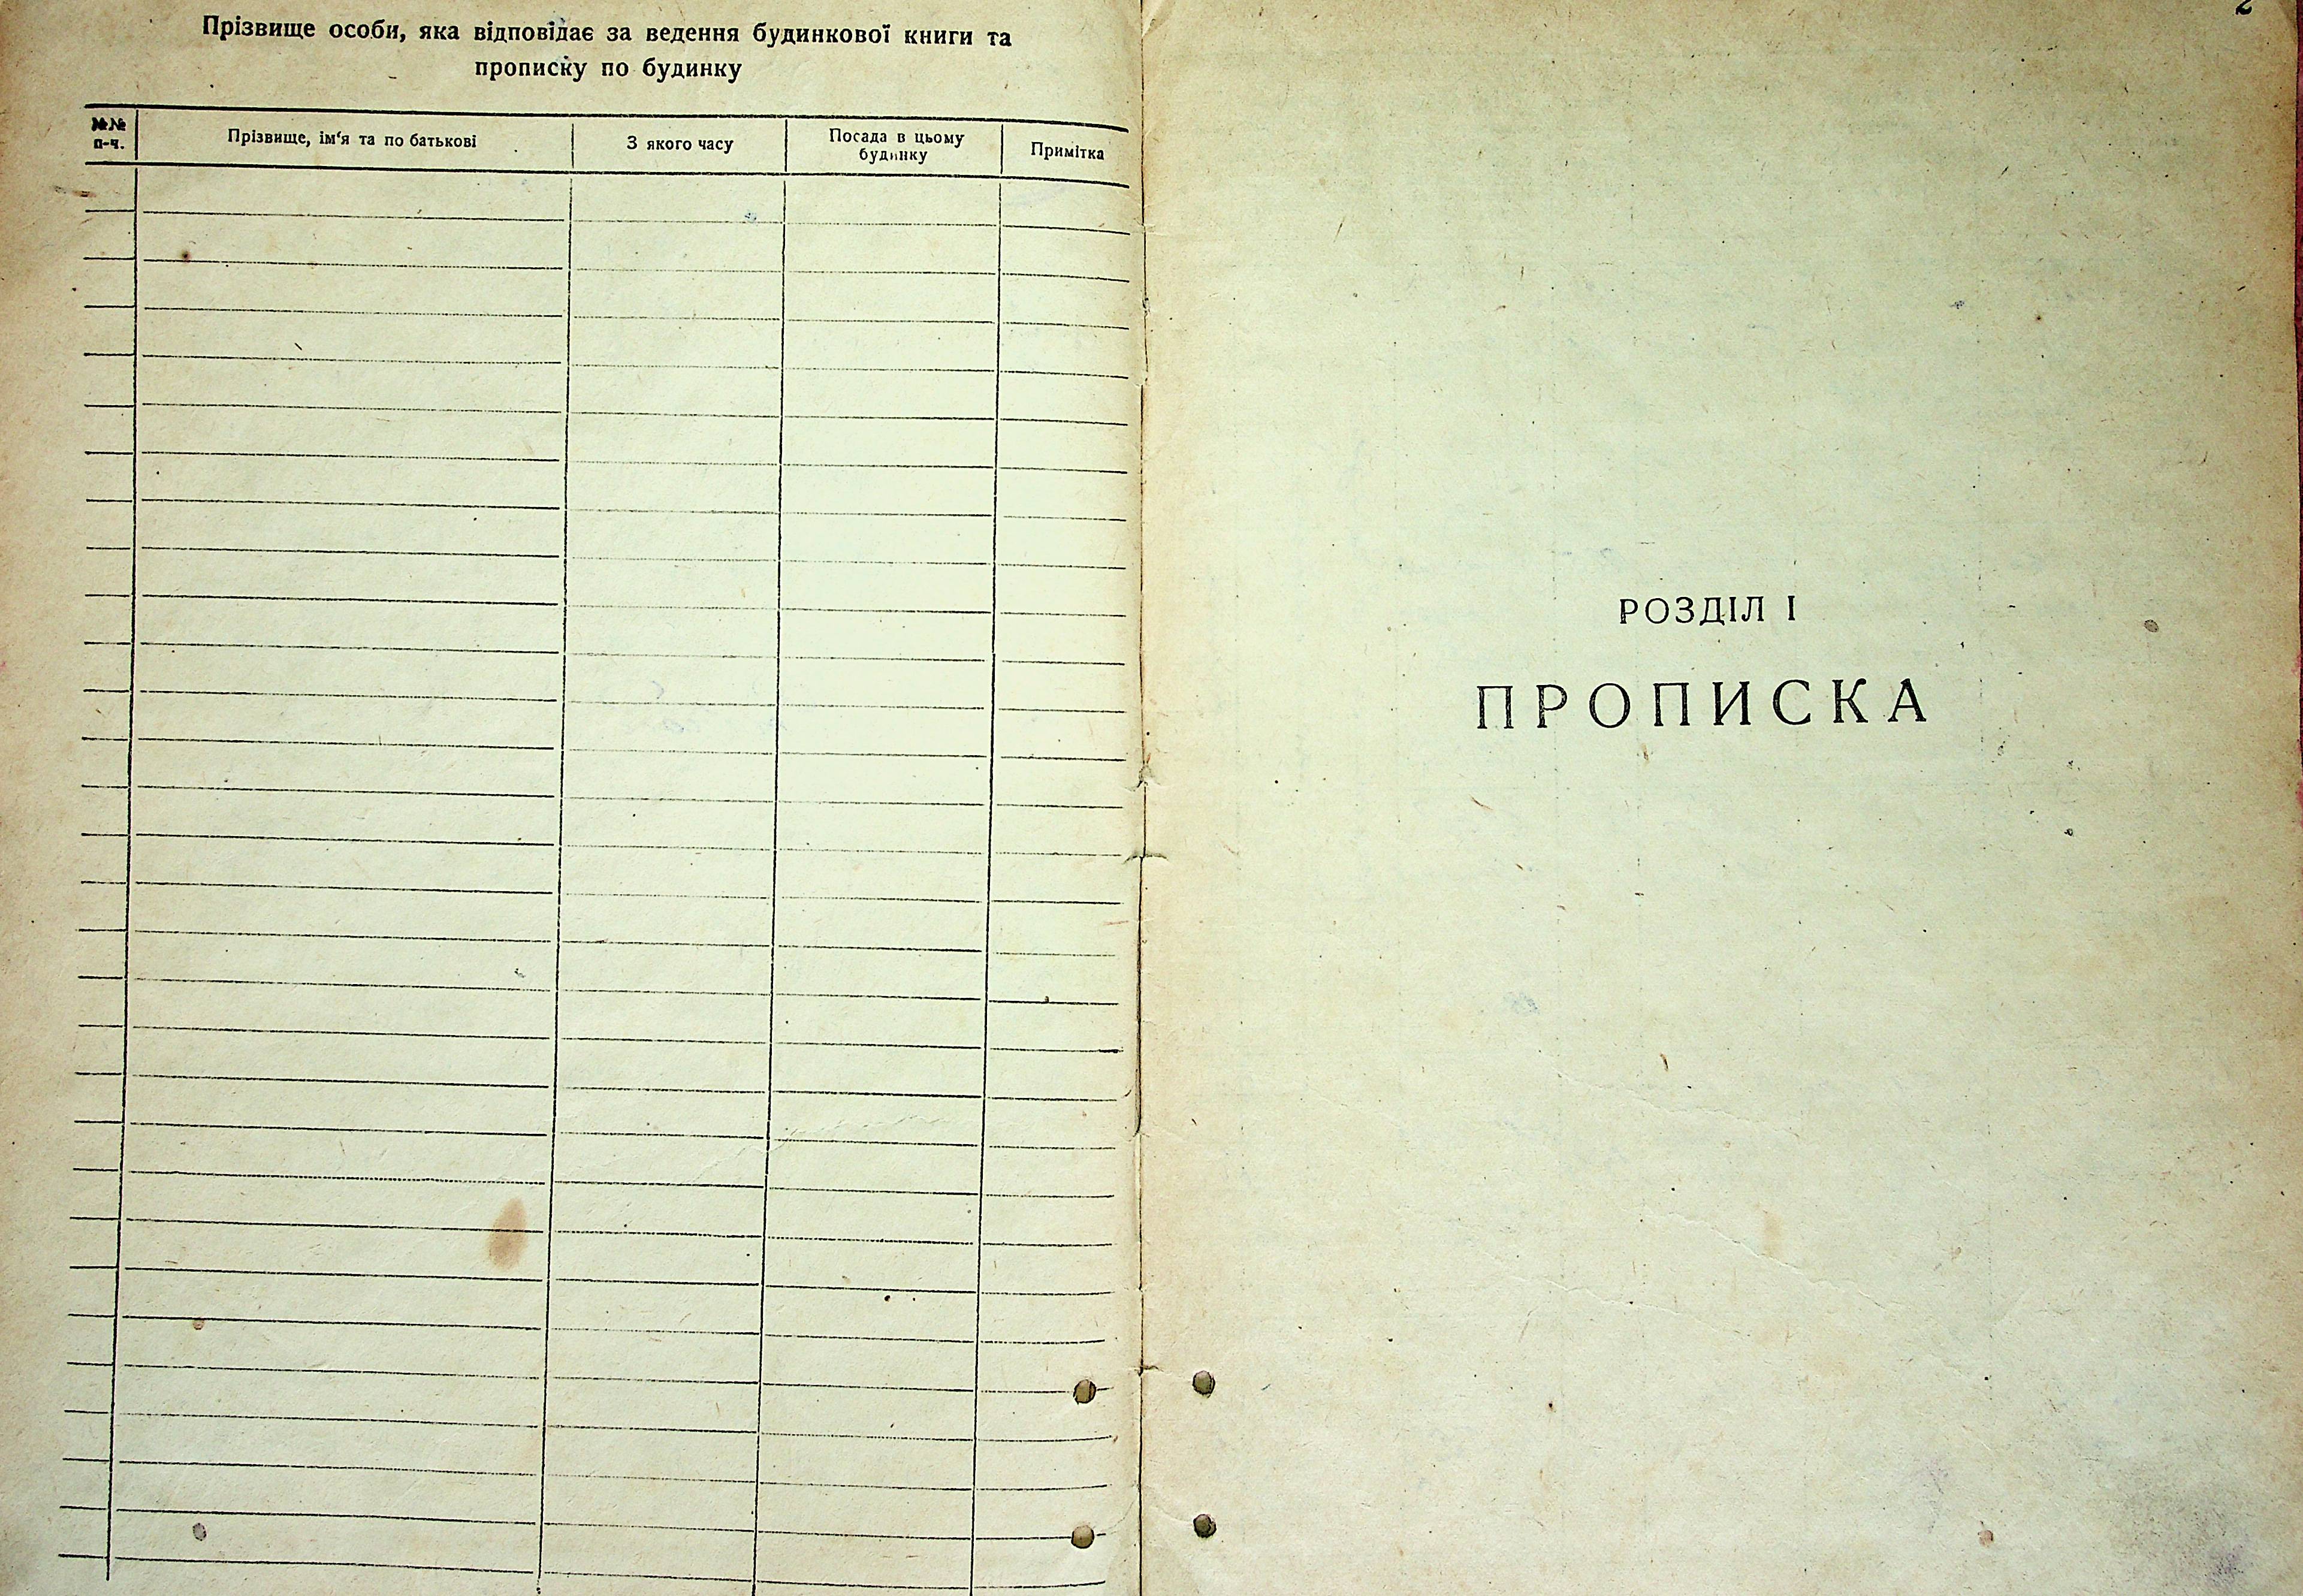 Прізвище особи, яка відповідає за ведення будинкової книги та
прописку по будинку
№№
п-ч.
Прізвище, ім'я та по батькові
З якого часу
Посада в цьому
будинку
Примітка
2
РОЗДІЛ I
ПРОПИСКА